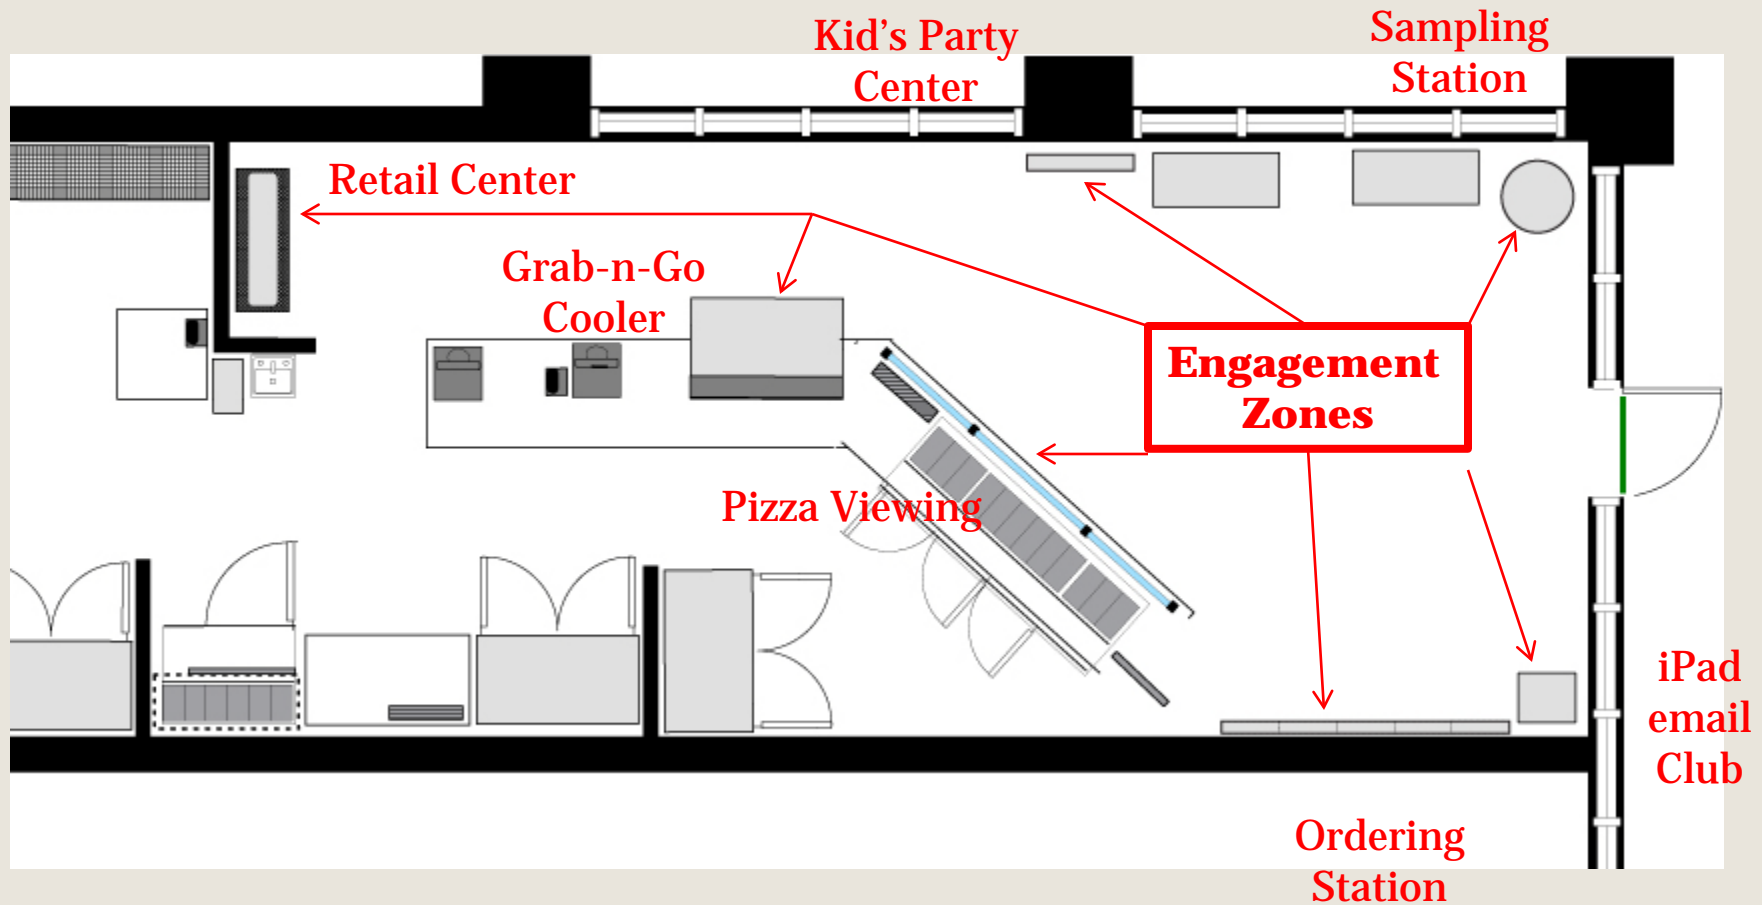 Kid's Party
Center
Sampling
Station
Retail Center
Grab-n-Go
Cooler
Engagement
Zones
Pizza Viewing
iPad
email
Club
Ordering
Station